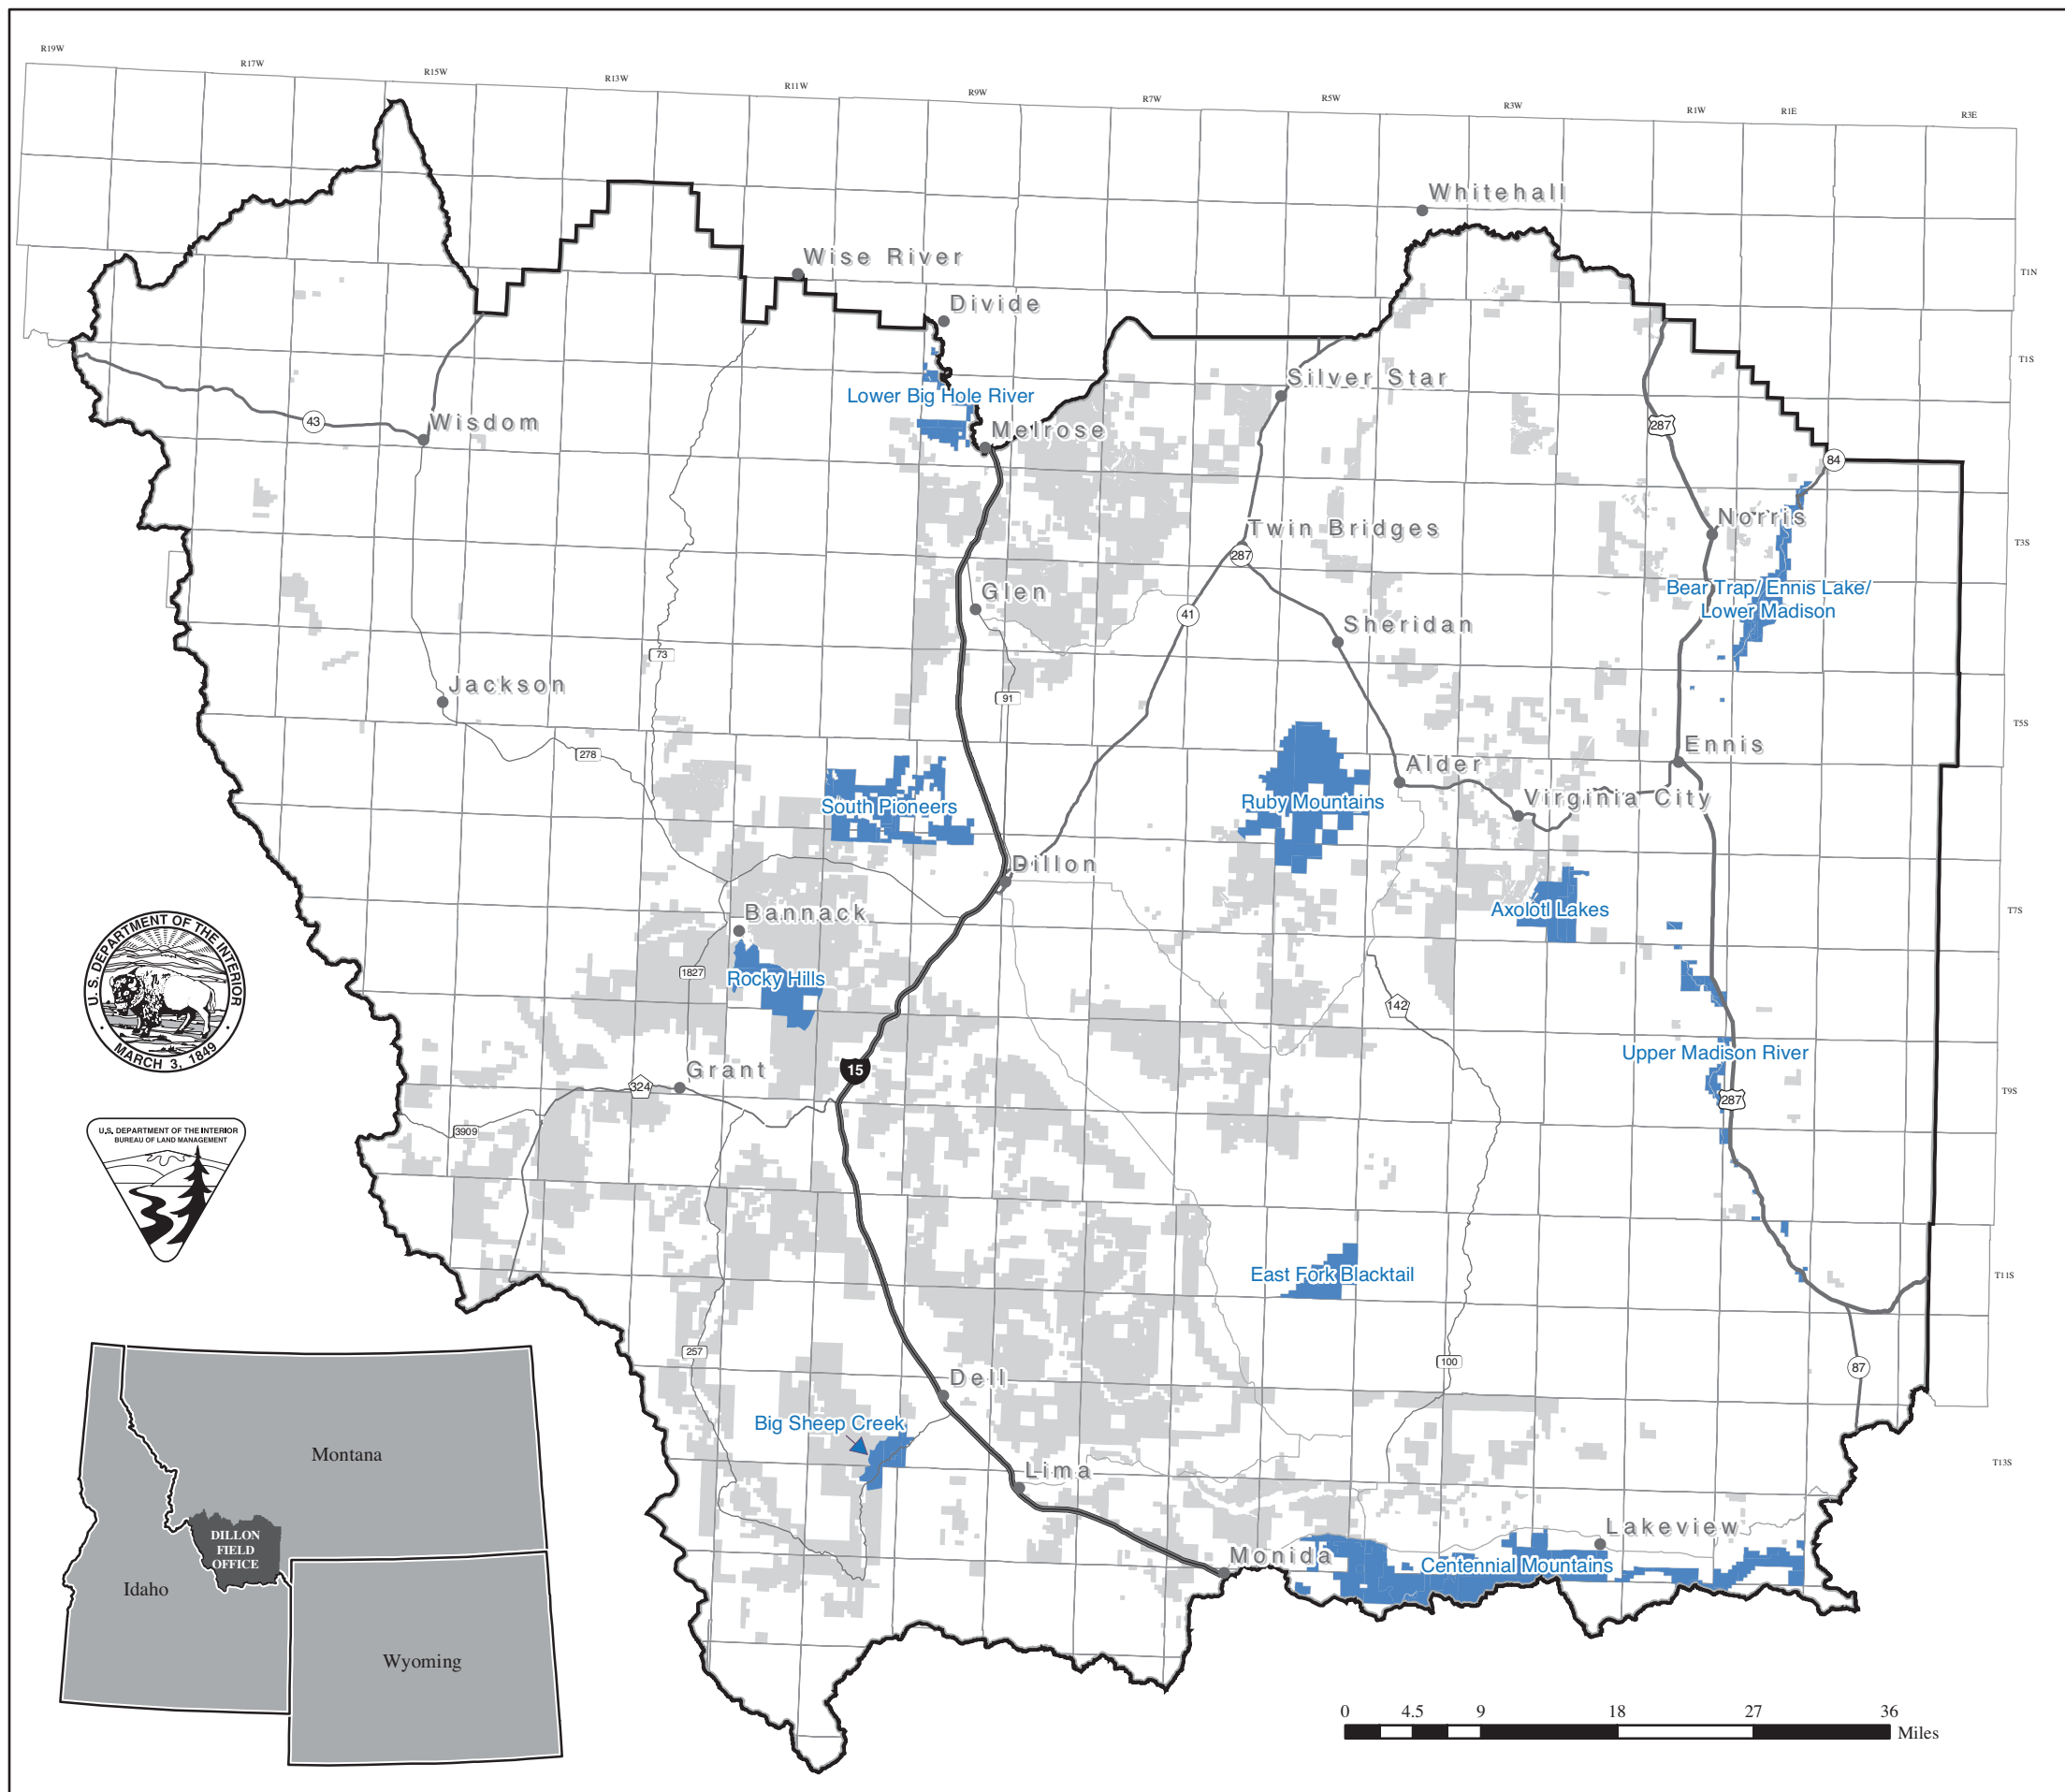 R19W
R17W
R15W
R13W
R11W
R9W
R7W
R5W
R3W
R1W
R1E
R3E
Whitehall
Wise River
T1N
Divide
T1S
Silver Star
Lower Big Hole River
43
Wisdom
Melrose
287
84
Norris
Twin Bridges
287
T3S
Glen
Bear Trap/ Ennis Lake/
Lower Madison
41
Sheridan
73
Jackson
91
T5S
278
Ennis
Alder
South Pioneers
Ruby Mountains
Virginia City
Dillon
Bannack
Axolotl Lakes
T7S
U. S. DEPARTMENT OF THE INTERIOR
MARCH 3, 1849
1827
Rocky Hills
142
Upper Madison River
Grant
15
324
287
T9S
3909
U.S. DEPARTMENT OF THE INTERIOR
BUREAU OF LAND MANAGEMENT
East Fork Blacktail
T11S
257
100
87
Dell
Big Sheep Creek
Montana
Lima
T13S
DILLON
FIELD
OFFICE
Lakeview
Monida
Centennial Mountains
Idaho
Wyoming
0 4.5 9 18 27 36
Miles